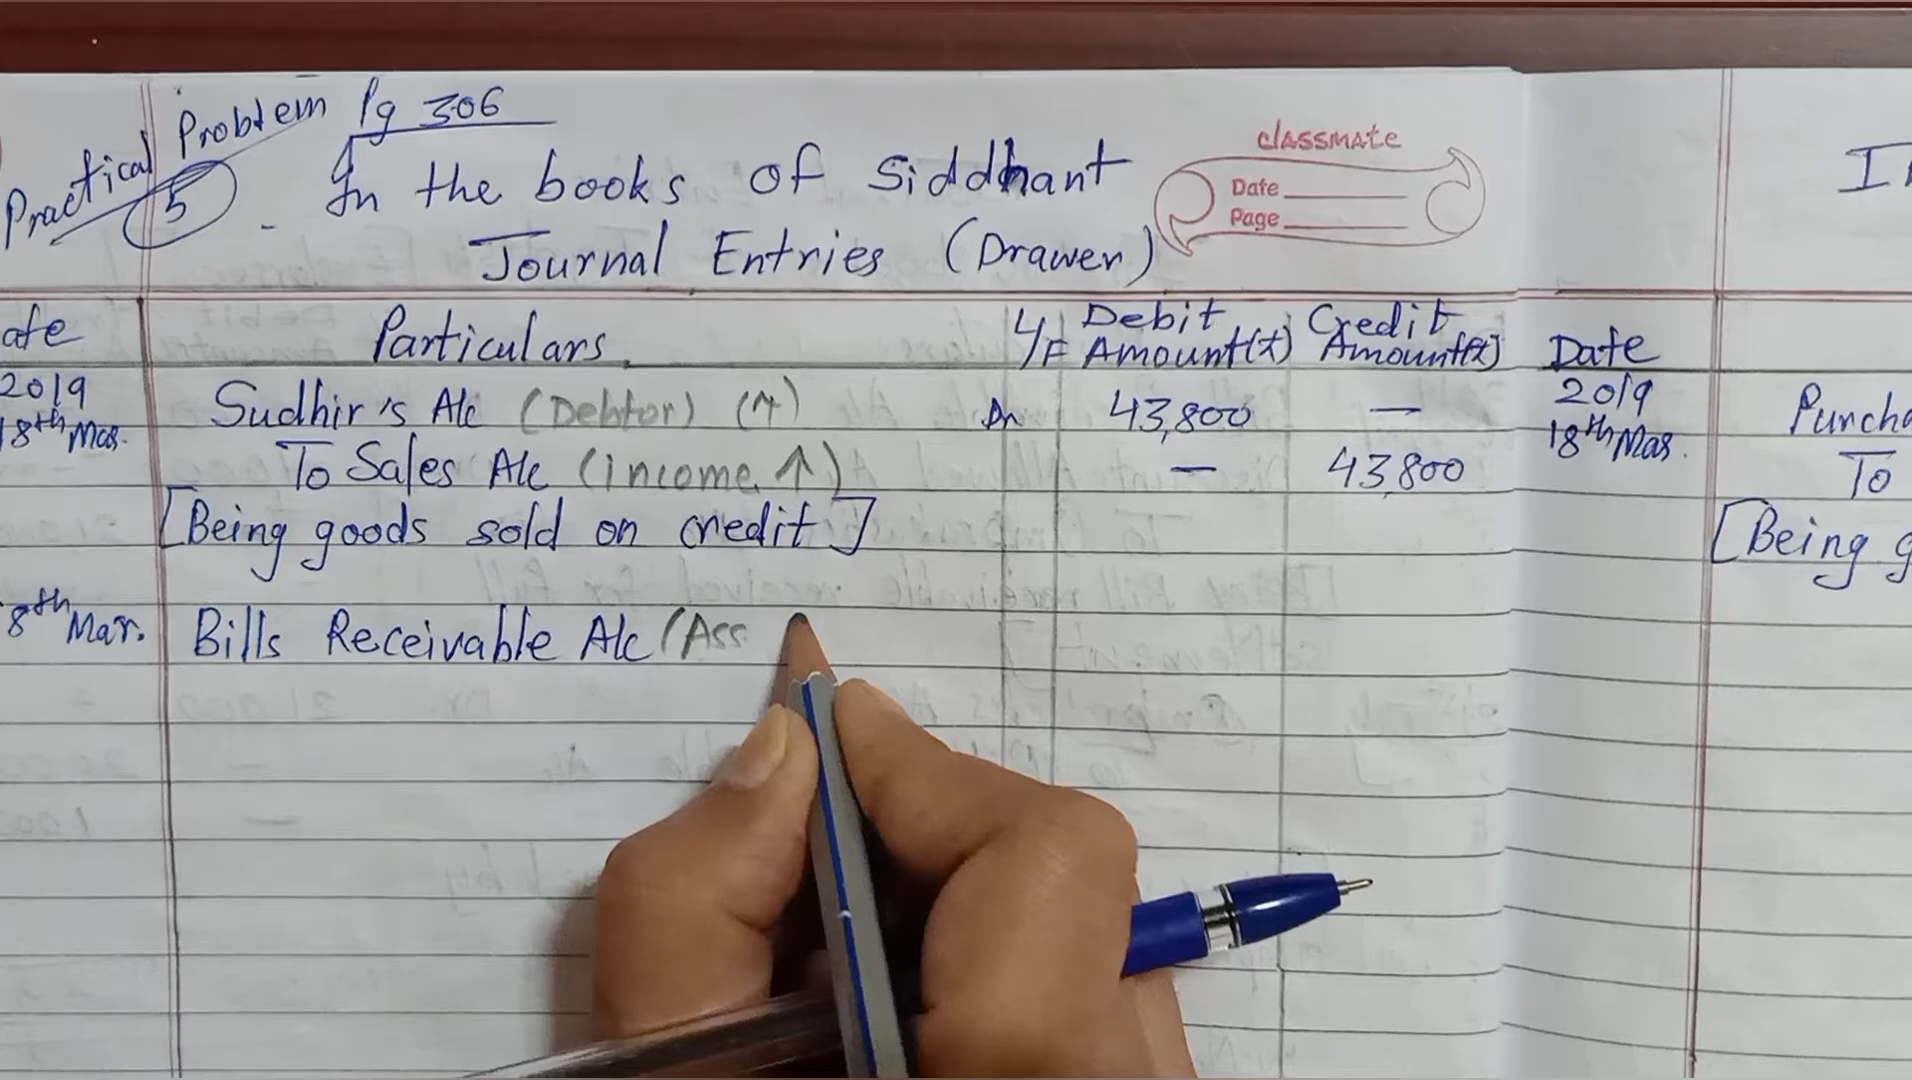 Practical Problem Pg 306
5
In the books of Siddhant
Journal Entries (Drawer)
classmate
Date
Page
ate Particulars L/F Debit Amount(₹) Credit Amount(₹)
2019
18th Mar. Sudhir's A/c (Debtor) (↑) Dr 43,800 —
To Sales A/c (income ↑) — 43,800
[Being goods sold on credit]
8th Mar. Bills Receivable A/c (Ass
Date
2019
18th Mar. Purcha
To
[Being g